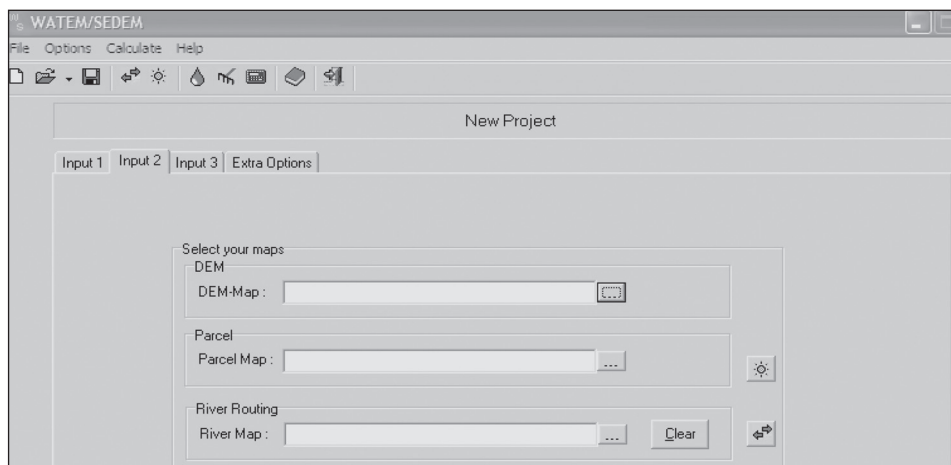 WS WATEM/SEDEM
File Options Calculate Help
New Project
Input 1 Input 2 Input 3 Extra Options
Select your maps
DEM
DEM-Map : ...
Parcel
Parcel Map : ...
River Routing
River Map : ... Clear